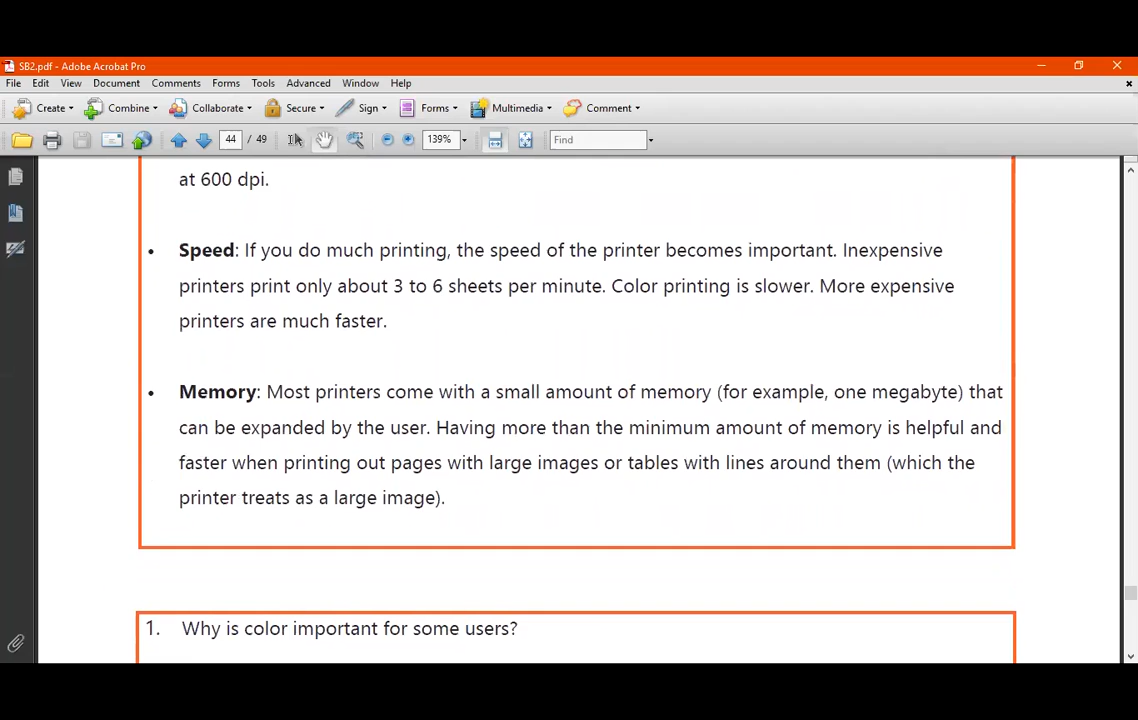 SB2.pdf - Adobe Acrobat Pro
File Edit View Document Comments Forms Tools Advanced Window Help
Create Combine Collaborate Secure Sign Forms Multimedia Comment
44 / 49 139% Find
at 600 dpi.
• Speed: If you do much printing, the speed of the printer becomes important. Inexpensive
printers print only about 3 to 6 sheets per minute. Color printing is slower. More expensive
printers are much faster.
• Memory: Most printers come with a small amount of memory (for example, one megabyte) that
can be expanded by the user. Having more than the minimum amount of memory is helpful and
faster when printing out pages with large images or tables with lines around them (which the
printer treats as a large image).
1. Why is color important for some users?